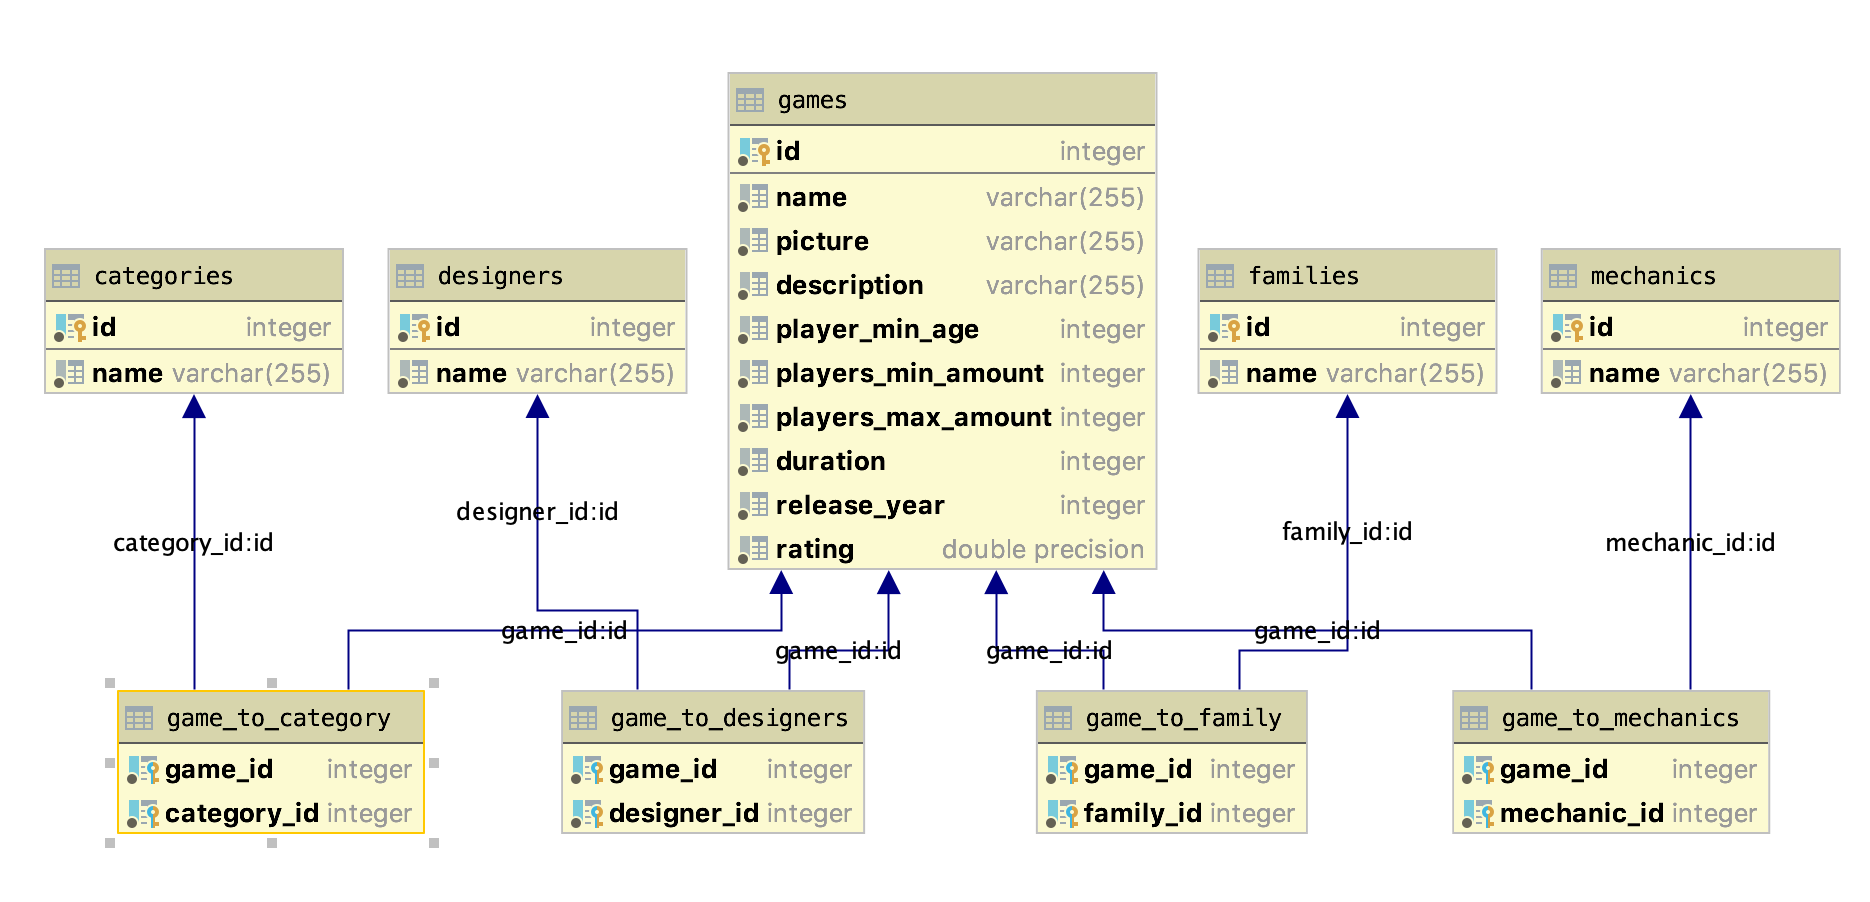 games
id integer
name varchar(255)
picture varchar(255)
description varchar(255)
player_min_age integer
players_min_amount integer
players_max_amount integer
duration integer
release_year integer
rating double precision
categories
id integer
name varchar(255)
designers
id integer
name varchar(255)
families
id integer
name varchar(255)
mechanics
id integer
name varchar(255)
category_id:id
designer_id:id
family_id:id
mechanic_id:id
game_id:id
game_id:id
game_id:id
game_id:id
game_to_category
game_id integer
category_id integer
game_to_designers
game_id integer
designer_id integer
game_to_family
game_id integer
family_id integer
game_to_mechanics
game_id integer
mechanic_id integer